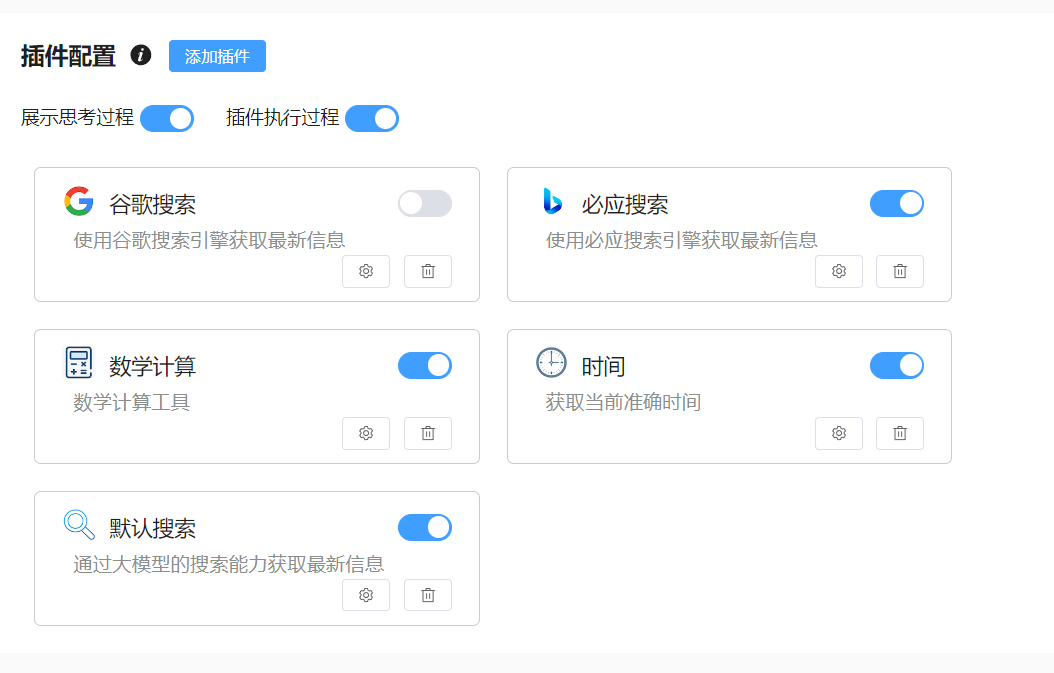 插件配置 i 添加插件
展示思考过程 插件执行过程
谷歌搜索
使用谷歌搜索引擎获取最新信息
必应搜索
使用必应搜索引擎获取最新信息
数学计算
数学计算工具
时间
获取当前准确时间
默认搜索
通过大模型的搜索能力获取最新信息